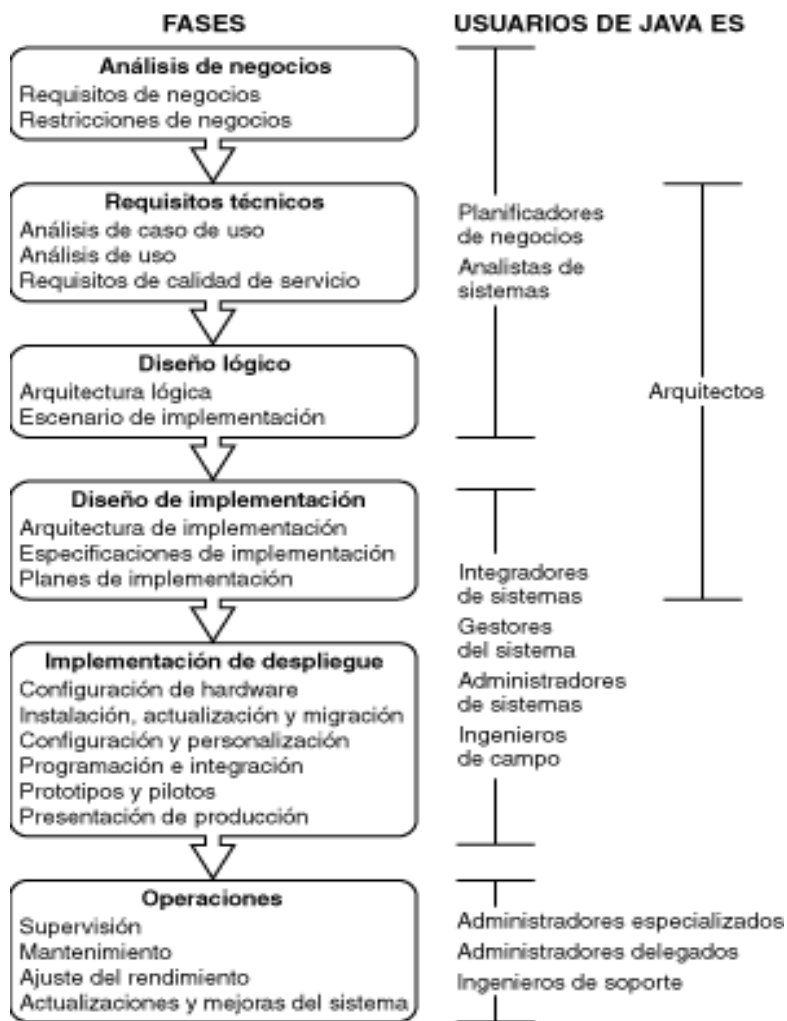 FASES
USUARIOS DE JAVA ES
Análisis de negocios
Requisitos de negocios
Restricciones de negocios
Requisitos técnicos
Análisis de caso de uso
Análisis de uso
Requisitos de calidad de servicio
Diseño lógico
Arquitectura lógica
Escenario de implementación
Diseño de implementación
Arquitectura de implementación
Especificaciones de implementación
Planes de implementación
Implementación de despliegue
Configuración de hardware
Instalación, actualización y migración
Configuración y personalización
Programación e integración
Prototipos y pilotos
Presentación de producción
Operaciones
Supervisión
Mantenimiento
Ajuste del rendimiento
Actualizaciones y mejoras del sistema
Planificadores
de negocios
Analistas de
sistemas
Arquitectos
Integradores
de sistemas
Gestores
del sistema
Administradores
de sistemas
Ingenieros
de campo
Administradores especializados
Administradores delegados
Ingenieros de soporte